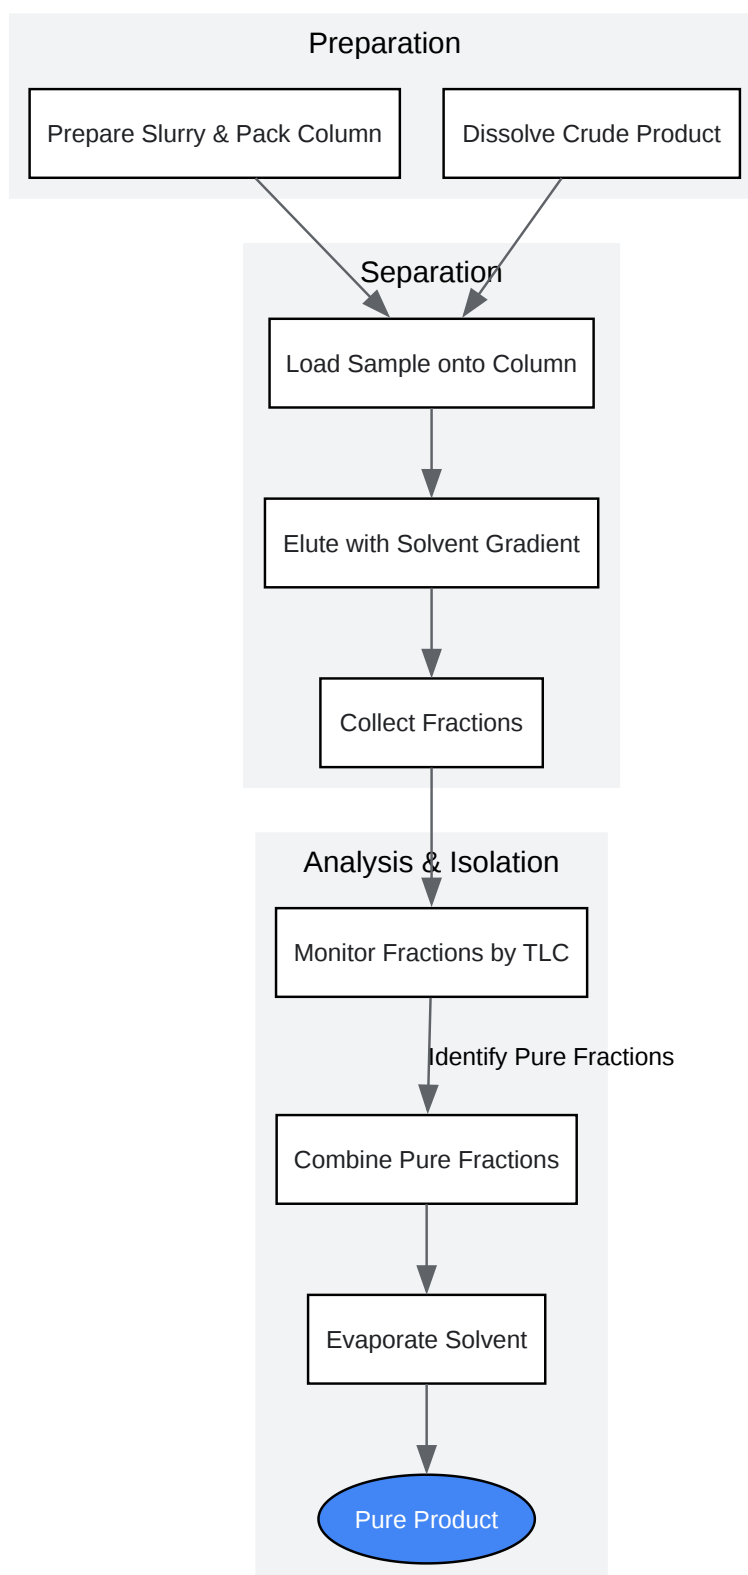 Preparation
Prepare Slurry & Pack Column
Dissolve Crude Product
Separation
Load Sample onto Column
Elute with Solvent Gradient
Collect Fractions
Analysis & Isolation
Monitor Fractions by TLC
Identify Pure Fractions
Combine Pure Fractions
Evaporate Solvent
Pure Product